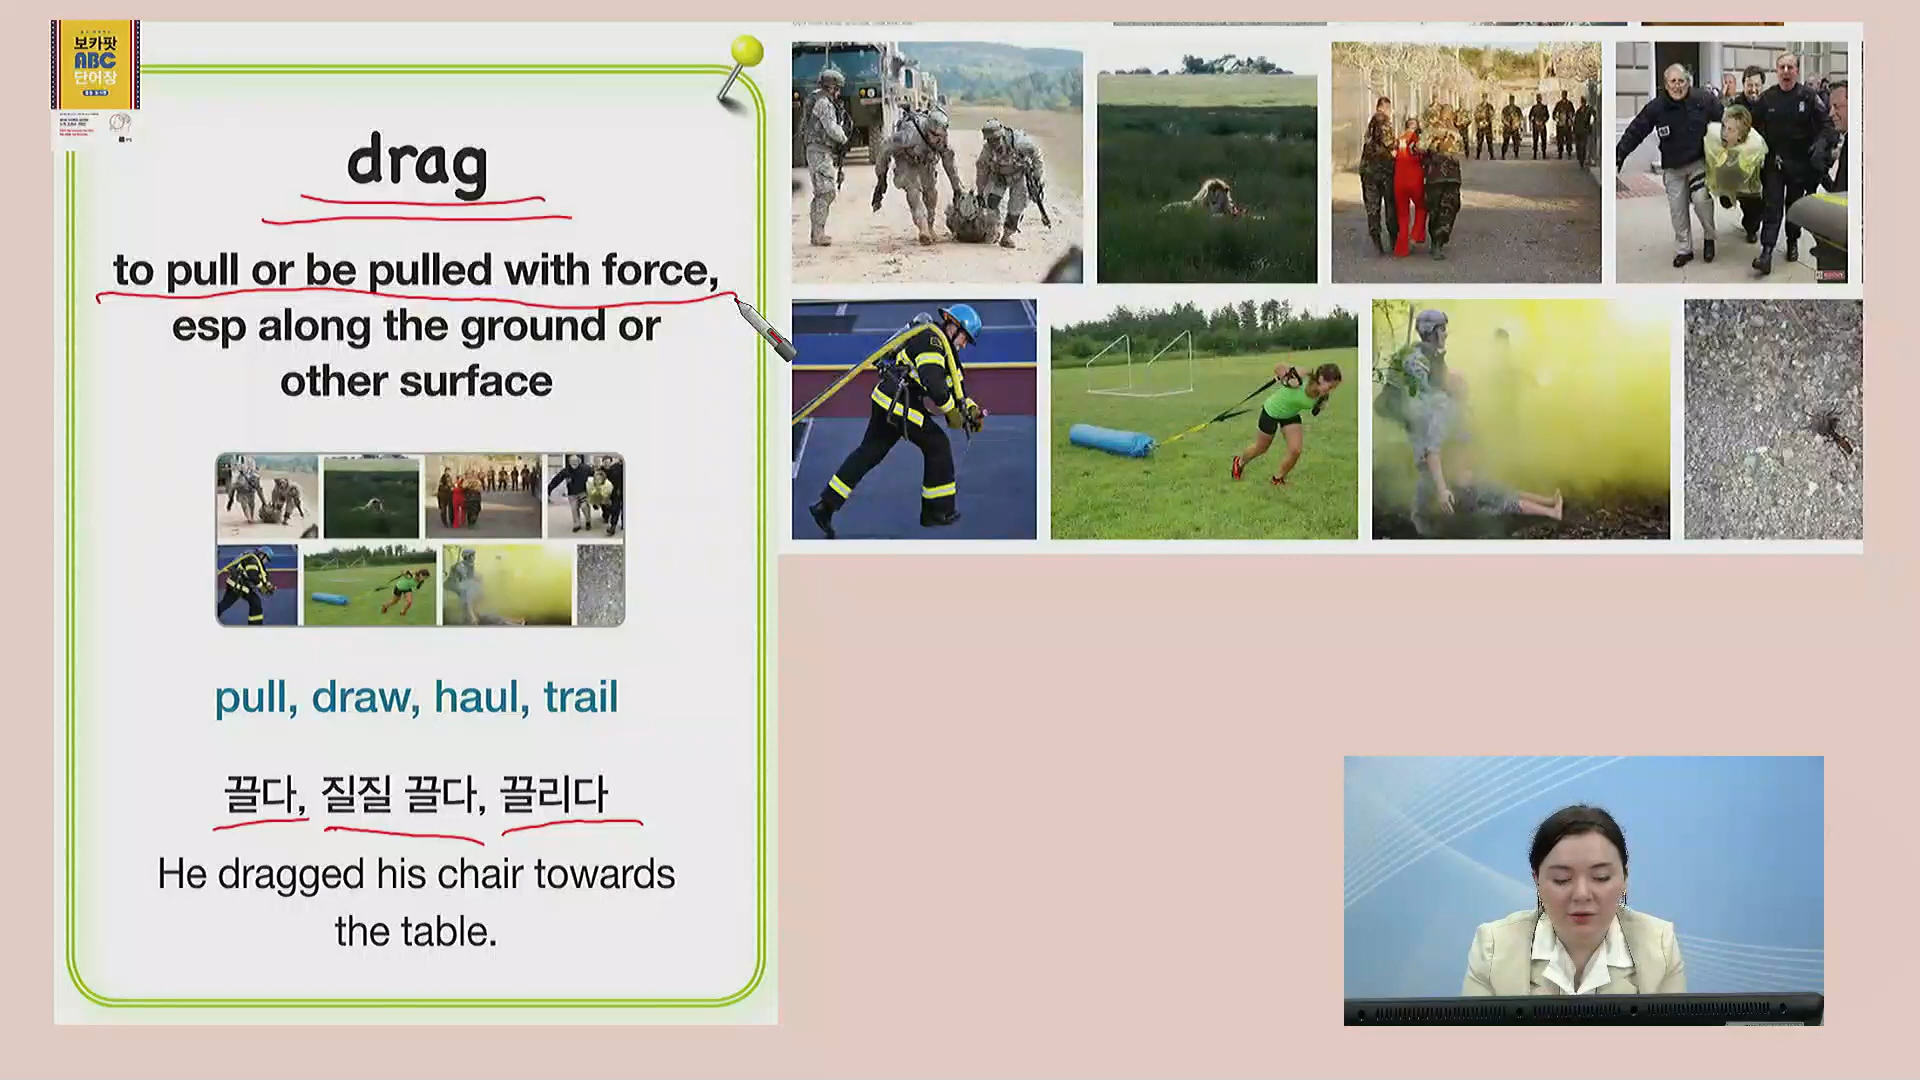 보카팟
ABC
단어장
drag
to pull or be pulled with force,
esp along the ground or
other surface
pull, draw, haul, trail
끌다, 질질 끌다, 끌리다
He dragged his chair towards
the table.